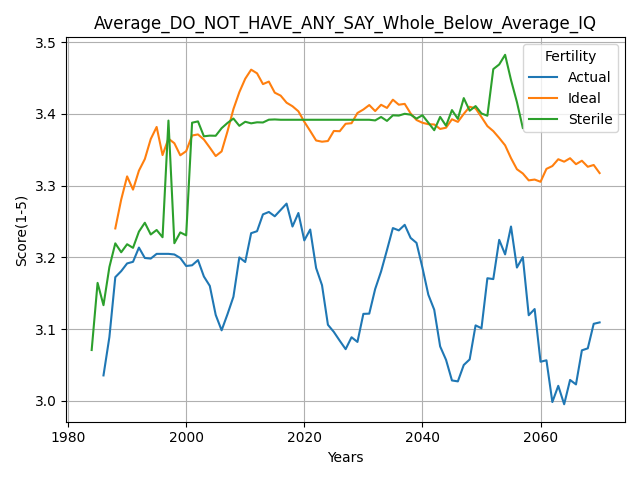 Average_DO_NOT_HAVE_ANY_SAY_Whole_Below_Average_IQ
3.5
3.4
3.3
3.2
3.1
3.0
Score(1-5)
Fertility
Actual
Ideal
Sterile
1980
2000
2020
2040
2060
Years